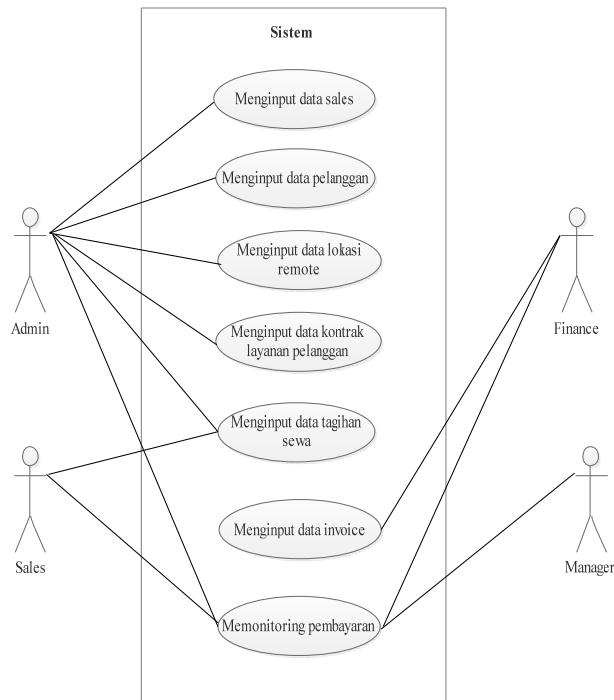 Sistem
Menginput data sales
Menginput data pelanggan
Menginput data lokasi
remote
Admin
Finance
Menginput data kontrak
layanan pelanggan
Menginput data tagihan
sewa
Menginput data invoice
Sales
Manager
Memonitoring pembayaran